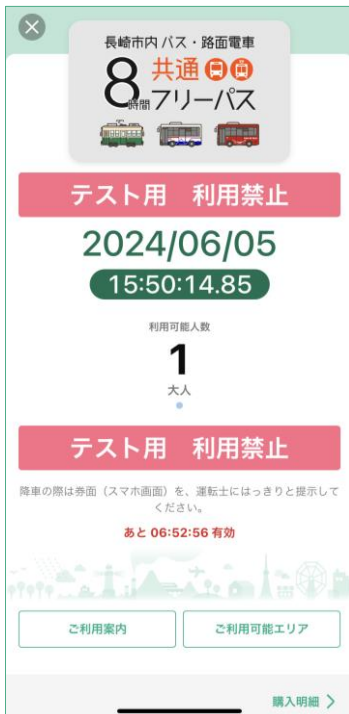 長崎市内 バス・路面電車
8時間
共通
フリーパス
テスト用 利用禁止
2024/06/05
15:50:14.85
利用可能人数
1
大人
テスト用 利用禁止
降車の際は券面（スマホ画面）を、運転士にはっきりと提示して
ください。
あと 06:52:56 有効
ご利用案内
ご利用可能エリア
購入明細